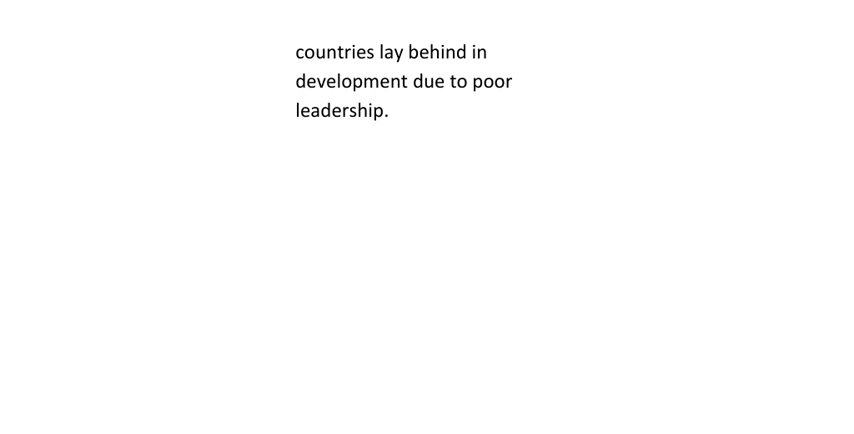 countries lay behind in
development due to poor
leadership.